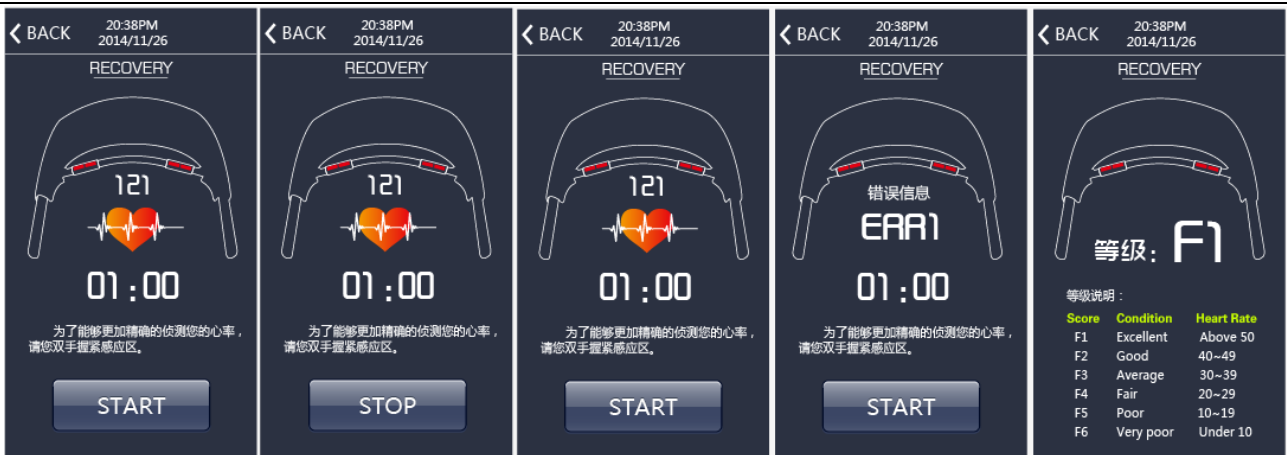 BACK
20:38PM
2014/11/26
RECOVERY
121
01:00
为了能够更加精确的侦测您的心率，
请您双手握紧感应区。
START
BACK
20:38PM
2014/11/26
RECOVERY
121
01:00
为了能够更加精确的侦测您的心率，
请您双手握紧感应区。
STOP
BACK
20:38PM
2014/11/26
RECOVERY
121
01:00
为了能够更加精确的侦测您的心率，
请您双手握紧感应区。
START
BACK
20:38PM
2014/11/26
RECOVERY
错误信息
ERR1
01:00
为了能够更加精确的侦测您的心率，
请您双手握紧感应区。
START
BACK
20:38PM
2014/11/26
RECOVERY
等级：F1
等级说明：
Score Condition Heart Rate
F1 Excellent Above 50
F2 Good 40~49
F3 Average 30~39
F4 Fair 20~29
F5 Poor 10~19
F6 Very poor Under 10